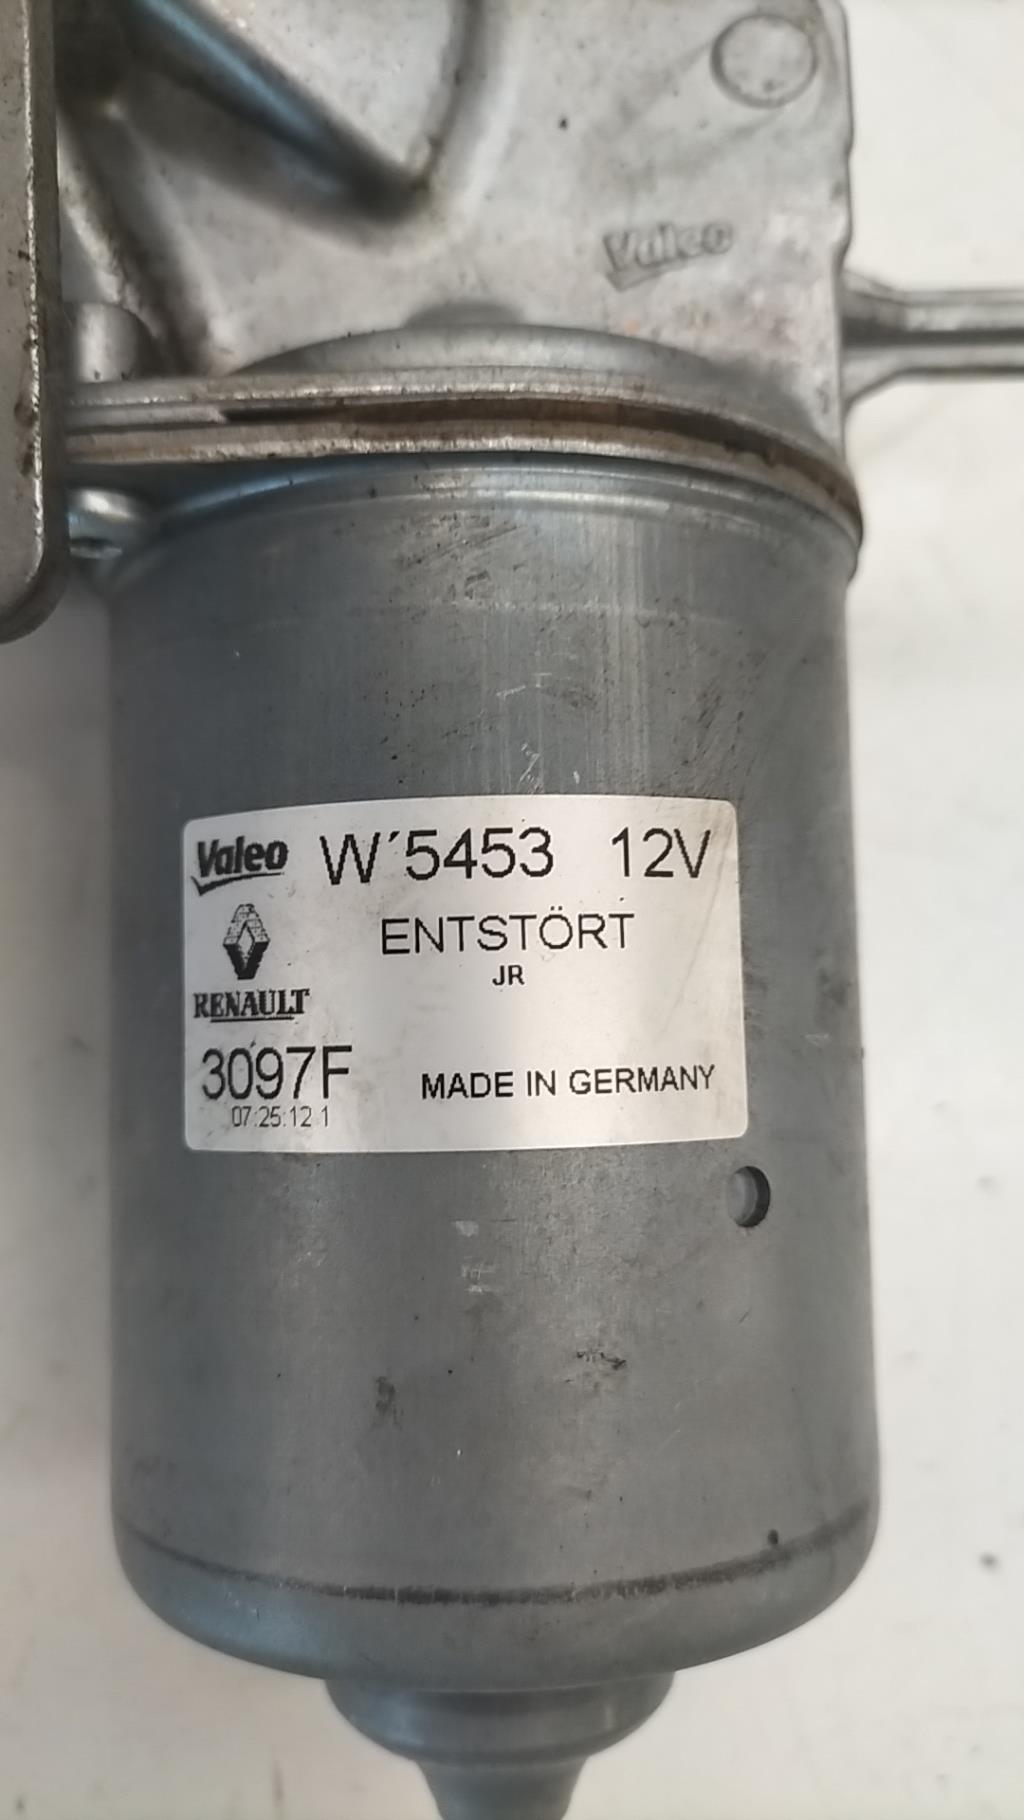 Valeo
Valeo W´5453 12V
ENTSTÖRT
JR
RENAULT
3097F MADE IN GERMANY
07:25:12 1